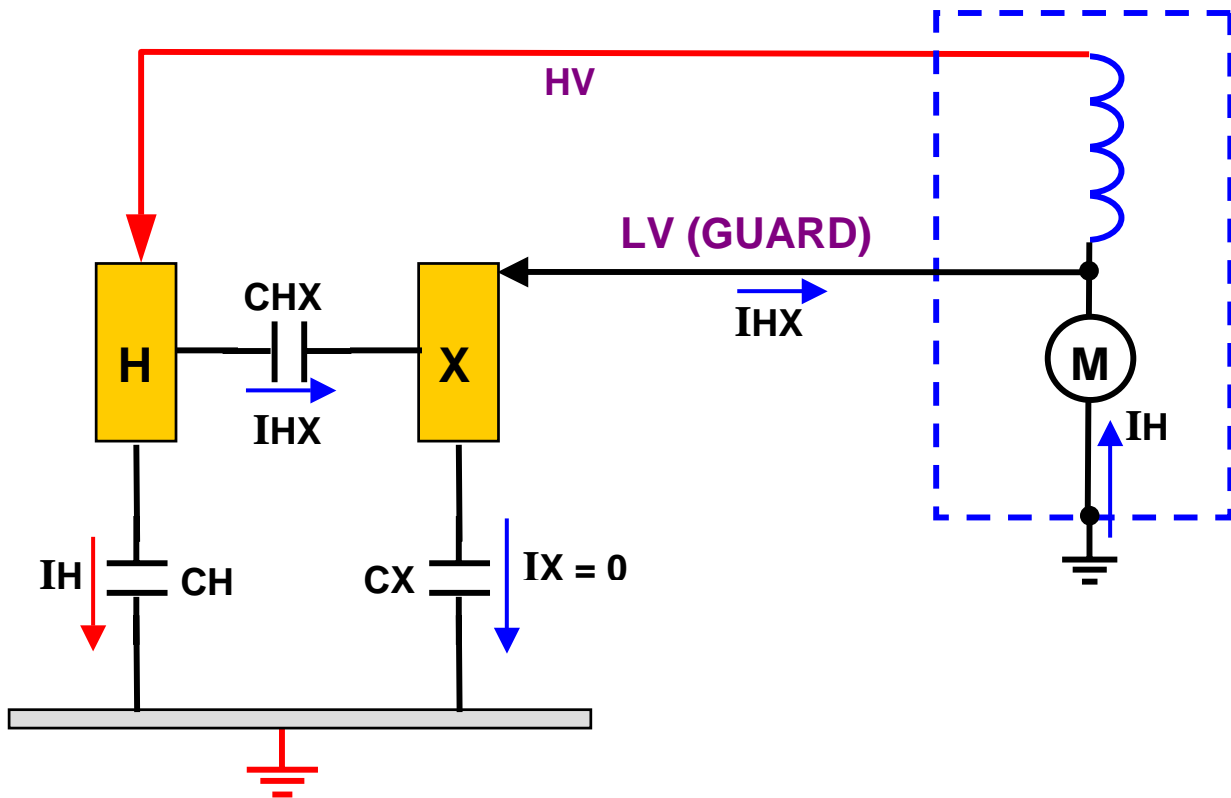 HV
LV (GUARD)
IHX
CHX
H
X
M
IHX
IH
IH
CH
CX
IX = 0